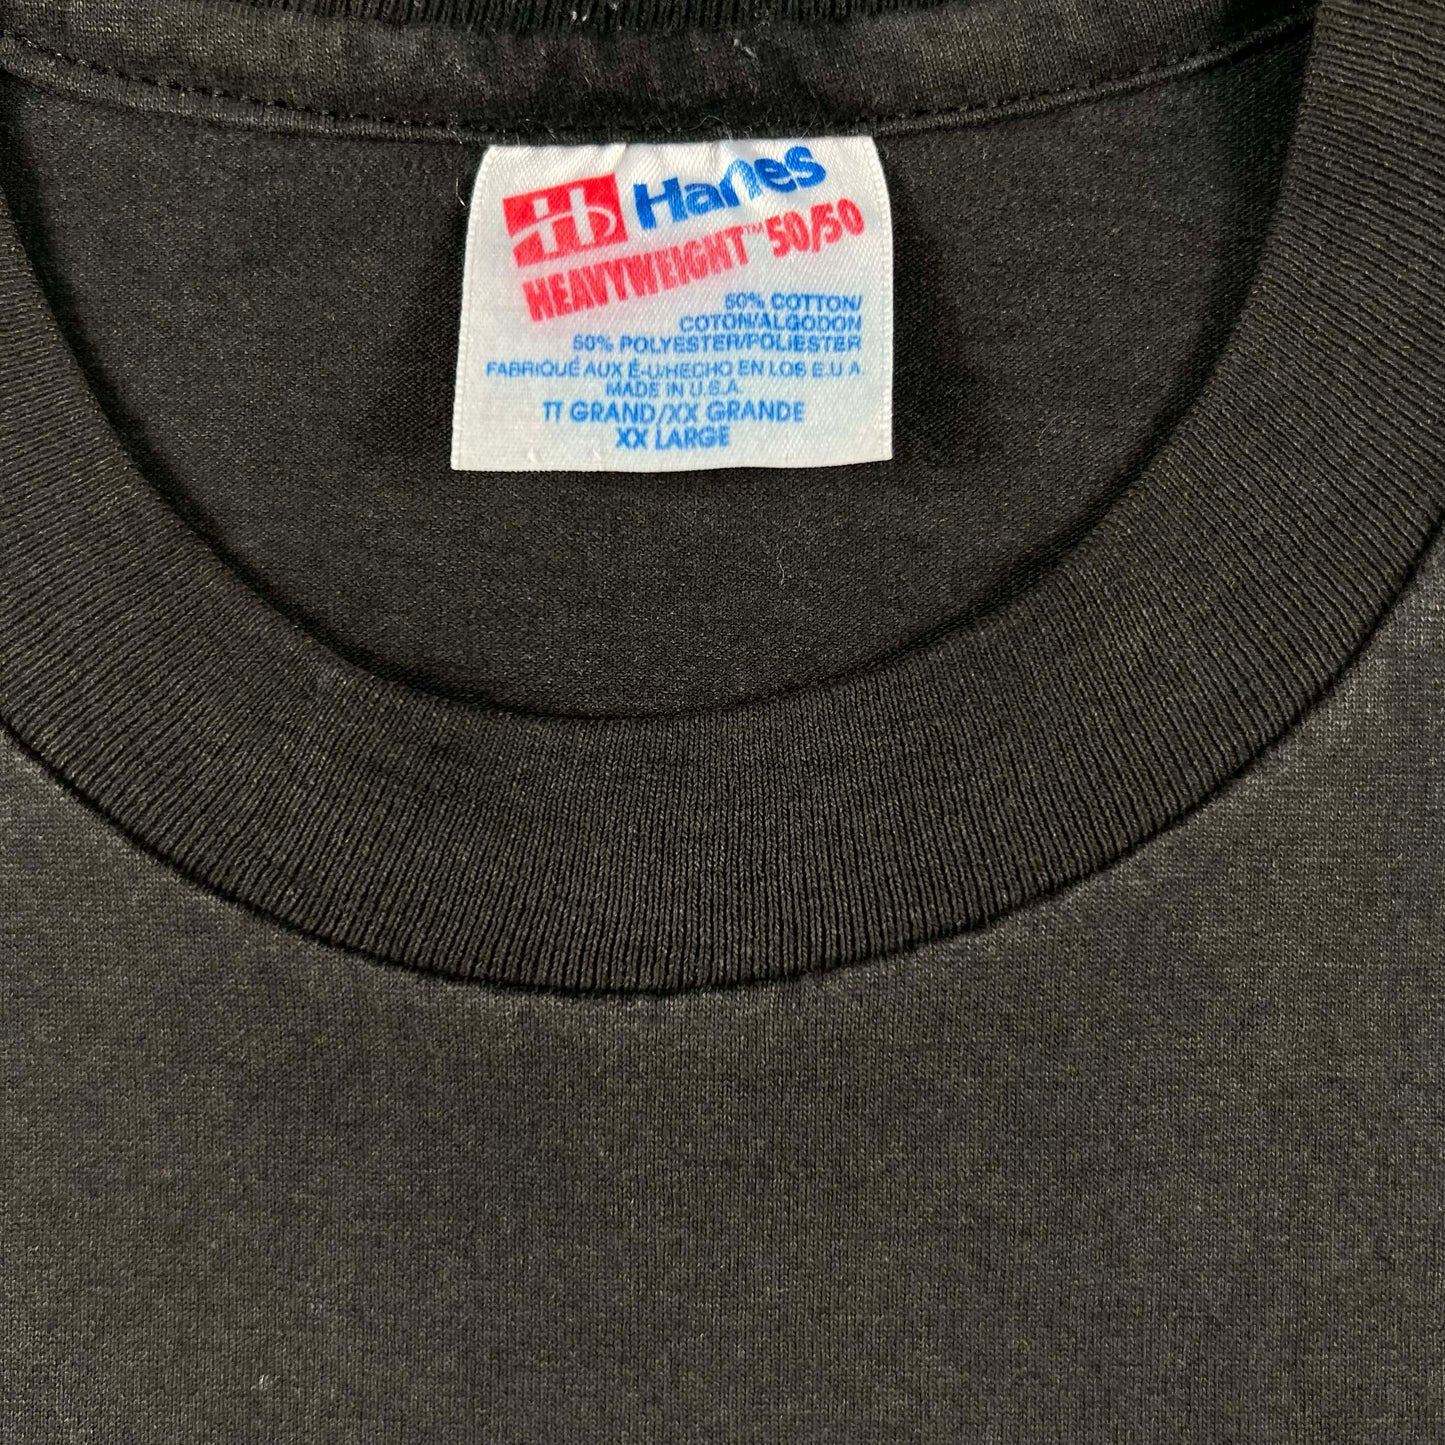 Hanes
HEAVYWEIGHT™ 50/50
50% COTTON/
COTON/ALGODON
50% POLYESTER/POLIESTER
FABRIQUÉ AUX É-U/HECHO EN LOS E.U.A.
MADE IN U.S.A.
TT GRAND/XX GRANDE
XX LARGE